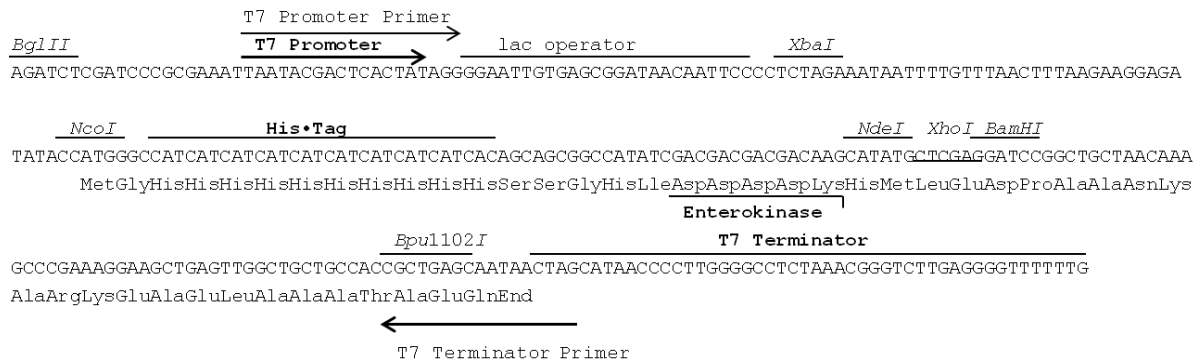 T7 Promoter Primer
BglII T7 Promoter lac operator XbaI
AGATCTCGATCCCGCGAAATTAATACGACTCACTATAGGGGAATTGTGAGCGGATAACAATTCCCCTCTAGAAATAATTTTGTTTAACTTTAAGAAGGAGA
NcoI His•Tag NdeI XhoI BamHI
TATACCATGGGCCATCATCATCATCATCATCATCATCATCACAGCAGCGGCCATATCGACGACGACGACAAGCATATGCTCGAGGATCCGGCTGCTAACAAA
MetGlyHisHisHisHisHisHisHisHisHisHisSerSerGlyHisLleAspAspAspAspLysHisMetLeuGluAspProAlaAlaAsnLys
Enterokinase
Bpu1102I T7 Terminator
GCCCGAAAGGAAGCTGAGTTGGCTGCTGCCACCGCTGAGCAATAACTAGCATAACCCCTTGGGGCCTCTAAACGGGTCTTGAGGGGTTTTTTG
AlaArgLysGluAlaGluLeuAlaAlaAlaThrAlaGluGlnEnd
T7 Terminator Primer